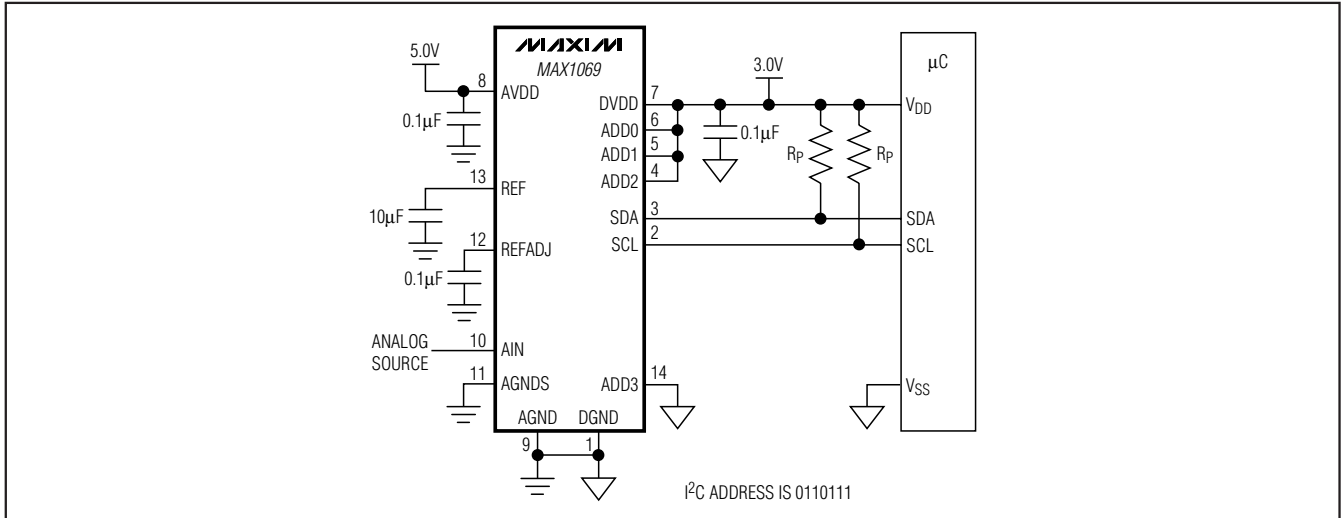 MAXIM
MAX1069
5.0V
8
AVDD
0.1µF
13
REF
10µF
12
REFADJ
0.1µF
ANALOG
SOURCE
10
AIN
11
AGNDS
AGND
DGND
9
1
DVDD
7
ADD0
6
ADD1
5
ADD2
4
SDA
3
SCL
2
ADD3
14
3.0V
0.1µF
RP
RP
µC
VDD
SDA
SCL
VSS
I²C ADDRESS IS 0110111